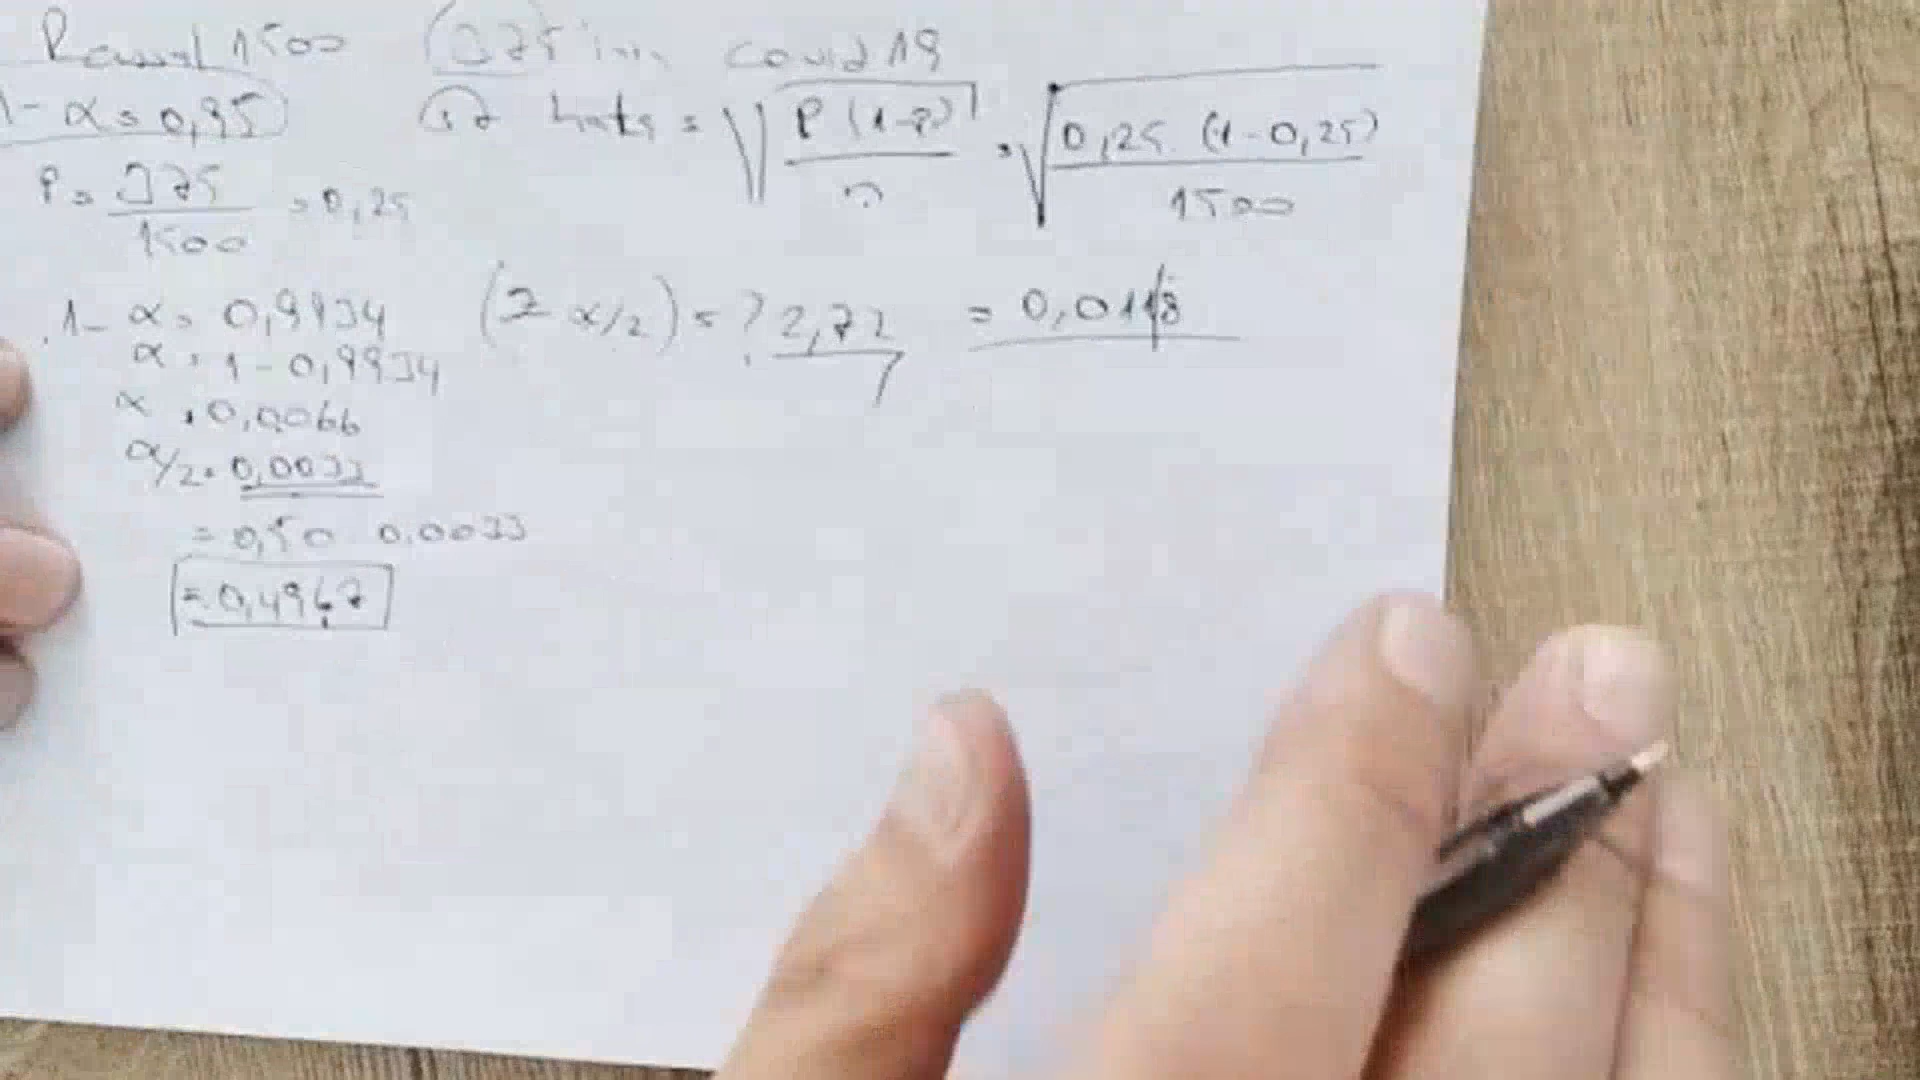 1500 (375 covid 19
1-α = 0,95 St hata = √ P(1-P) / n = √ 0,25 (1-0,25) / 1500
P = 375 / 1500 = 0,25
1- α = 0,9934 (Z α/2) = ? 2,72 = 0,0118
α = 1 - 0,9934
α = 0,0066
α/2 = 0,0033
= 0,50 0,0033
= 0,4967